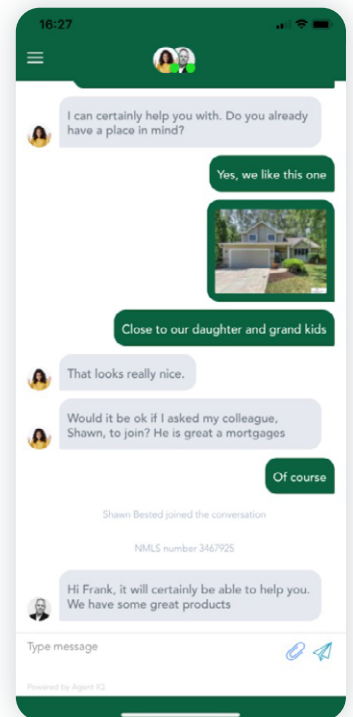 16:27
I can certainly help you with. Do you already
have a place in mind?
Yes, we like this one
Close to our daughter and grand kids
That looks really nice.
Would it be ok if I asked my colleague,
Shawn, to join? He is great a mortgages
Of course
Shawn Bested joined the conversation
NMLS number 3467925
Hi Frank, it will certainly be able to help you.
We have some great products
Type message
Powered by Agent IQ